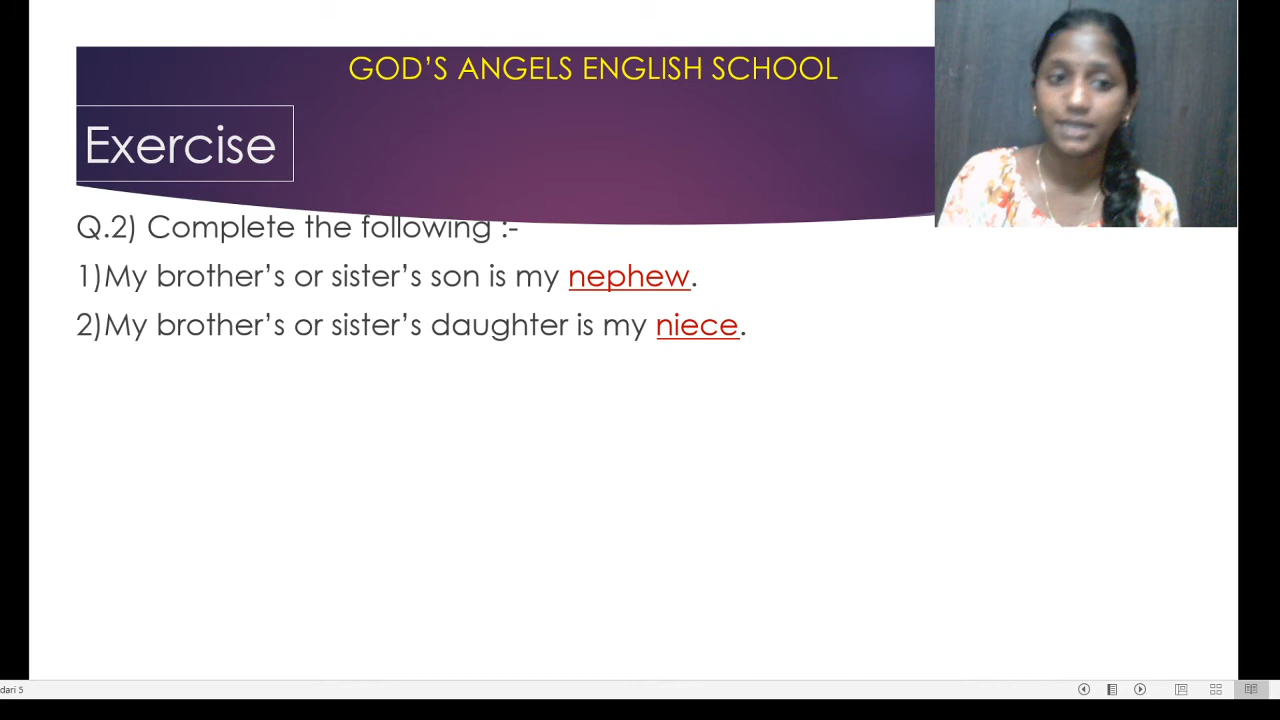 GOD’S ANGELS ENGLISH SCHOOL
Exercise
Q.2) Complete the following :-
1)My brother’s or sister’s son is my nephew.
2)My brother’s or sister’s daughter is my niece.
dari 5